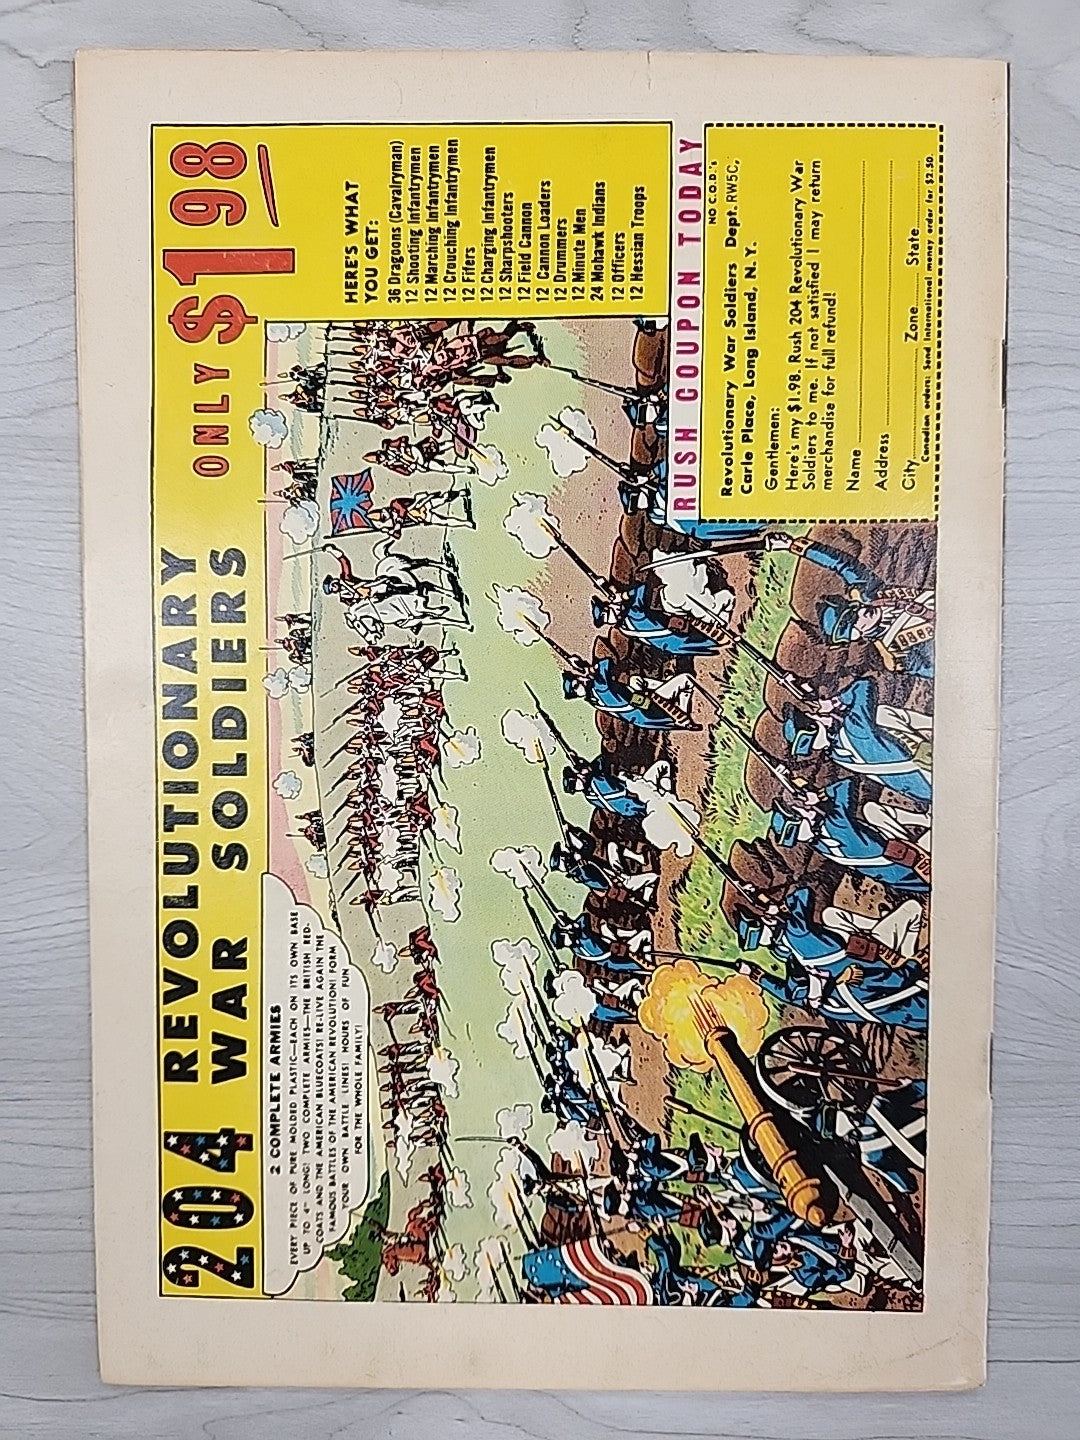 204 REVOLUTIONARY
WAR SOLDIERS
ONLY $1.98
2 COMPLETE ARMIES
EVERY PIECE OF PURE MOLDED PLASTIC—EACH ON ITS OWN BASE
UP TO 4" LONG! TWO COMPLETE ARMIES—THE BRITISH RED-
COATS AND THE AMERICAN BLUECOATS! RE-LIVE AGAIN THE
FAMOUS BATTLES OF THE AMERICAN REVOLUTION! FORM
YOUR OWN BATTLE LINES! HOURS OF FUN
FOR THE WHOLE FAMILY!
HERE'S WHAT
YOU GET:
36 Dragoons (Cavalryman)
12 Shooting Infantrymen
12 Marching Infantrymen
12 Crouching Infantrymen
12 Fifers
12 Charging Infantrymen
12 Sharpshooters
12 Field Cannon
12 Cannon Loaders
12 Drummers
12 Minute Men
24 Mohawk Indians
12 Officers
12 Hessian Troops
RUSH COUPON TODAY
NO C.O.D.'s
Revolutionary War Soldiers Dept. RW5C,
Carle Place, Long Island, N. Y.
Gentlemen:
Here's my $1.98. Rush 204 Revolutionary War
Soldiers to me. If not satisfied I may return
merchandise for full refund!
Name
Address
City Zone State
Canadian orders: Send International money order for $2.50.